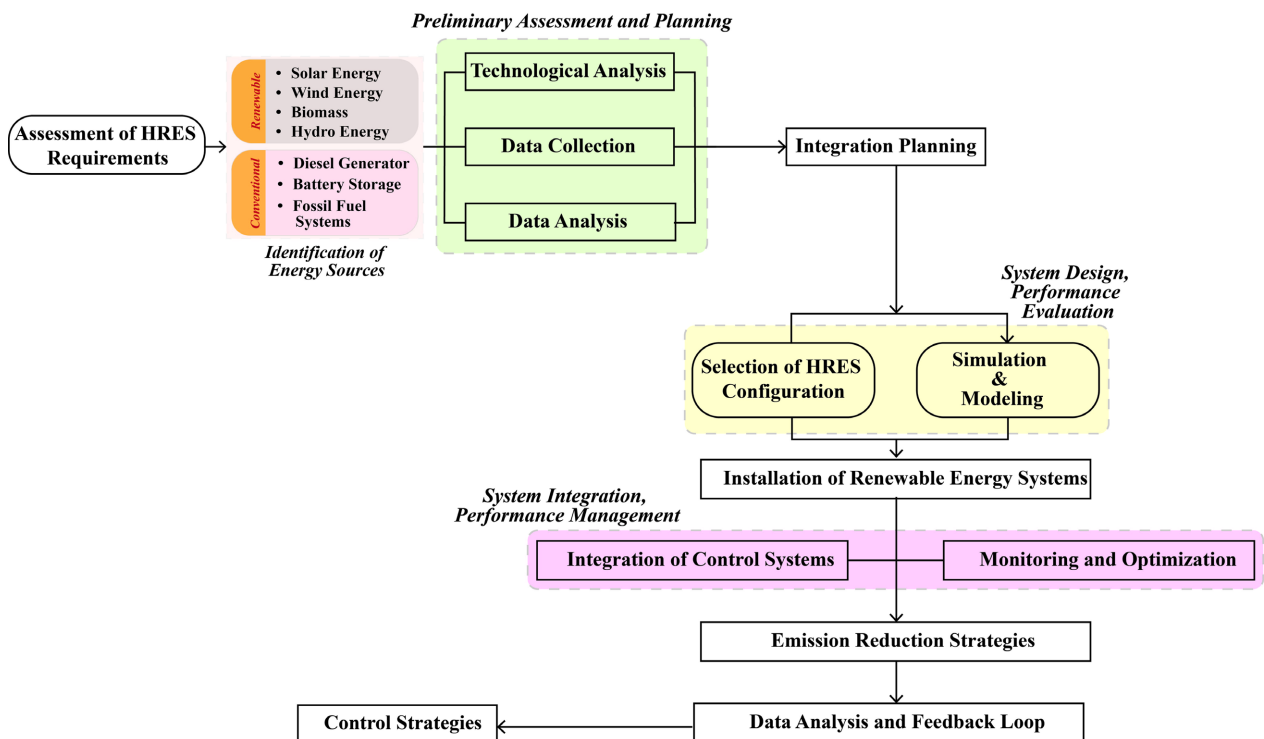 Preliminary Assessment and Planning
Assessment of HRES
Requirements
Renewable
• Solar Energy
• Wind Energy
• Biomass
• Hydro Energy
Conventional
• Diesel Generator
• Battery Storage
• Fossil Fuel
Systems
Identification of
Energy Sources
Technological Analysis
Data Collection
Data Analysis
Integration Planning
System Design,
Performance
Evaluation
Selection of HRES
Configuration
Simulation
&
Modeling
Installation of Renewable Energy Systems
System Integration,
Performance Management
Integration of Control Systems
Monitoring and Optimization
Emission Reduction Strategies
Data Analysis and Feedback Loop
Control Strategies